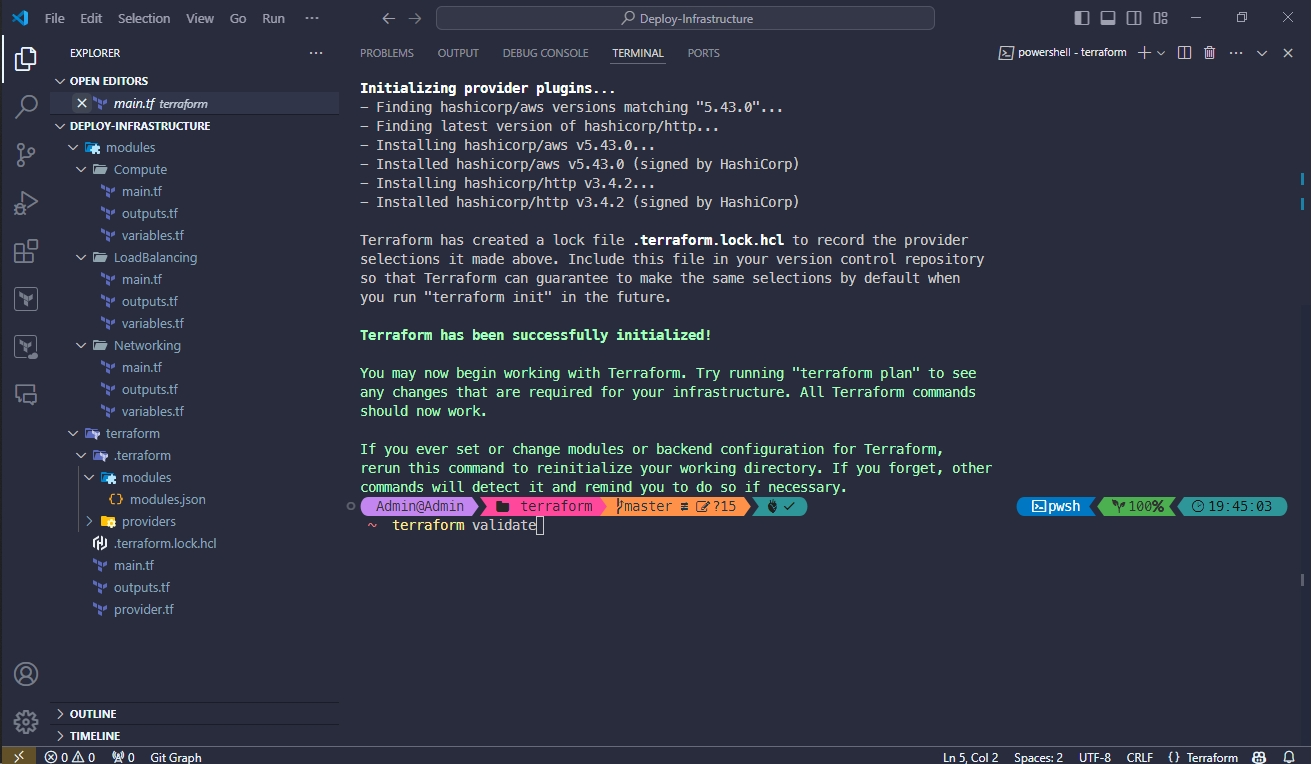 File Edit Selection View Go Run ···
Deploy-Infrastructure
EXPLORER
OPEN EDITORS
main.tf terraform
DEPLOY-INFRASTRUCTURE
modules
Compute
main.tf
outputs.tf
variables.tf
LoadBalancing
main.tf
outputs.tf
variables.tf
Networking
main.tf
outputs.tf
variables.tf
terraform
.terraform
modules
{} modules.json
providers
.terraform.lock.hcl
main.tf
outputs.tf
provider.tf
OUTLINE
TIMELINE
PROBLEMS OUTPUT DEBUG CONSOLE TERMINAL PORTS
powershell - terraform
Initializing provider plugins...
- Finding hashicorp/aws versions matching "5.43.0"...
- Finding latest version of hashicorp/http...
- Installing hashicorp/aws v5.43.0...
- Installed hashicorp/aws v5.43.0 (signed by HashiCorp)
- Installing hashicorp/http v3.4.2...
- Installed hashicorp/http v3.4.2 (signed by HashiCorp)
Terraform has created a lock file .terraform.lock.hcl to record the provider
selections it made above. Include this file in your version control repository
so that Terraform can guarantee to make the same selections by default when
you run "terraform init" in the future.
Terraform has been successfully initialized!
You may now begin working with Terraform. Try running "terraform plan" to see
any changes that are required for your infrastructure. All Terraform commands
should now work.
If you ever set or change modules or backend configuration for Terraform,
rerun this command to reinitialize your working directory. If you forget, other
commands will detect it and remind you to do so if necessary.
Admin@Admin terraform master ≢ ?15 pwsh 100% 19:45:03
~ terraform validate
0 0 0 Git Graph Ln 5, Col 2 Spaces: 2 UTF-8 CRLF {} Terraform